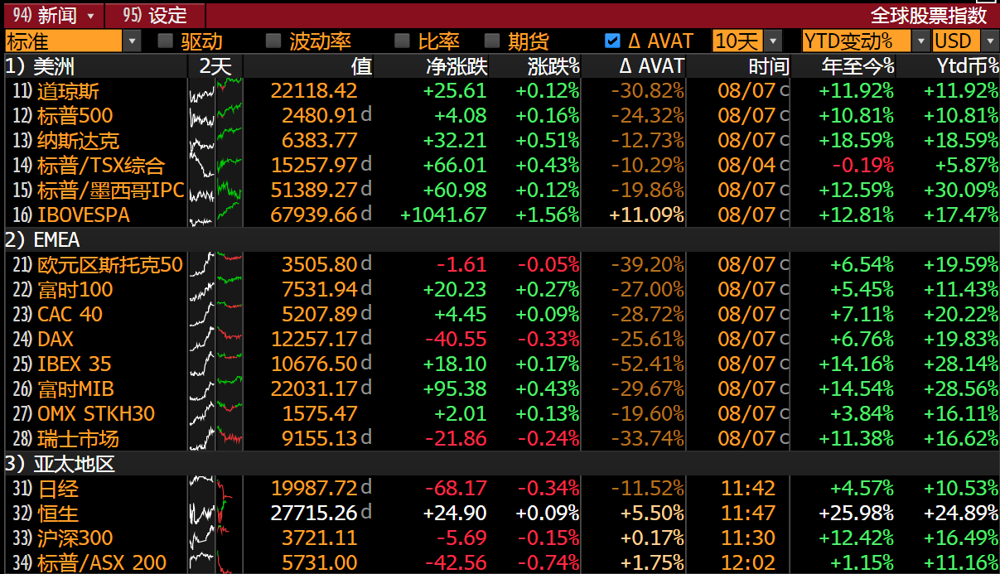 94) 新闻 95) 设定 全球股票指数
标准 驱动 波动率 比率 期货 Δ AVAT 10天 YTD变动% USD
1) 美洲 2天 值 净涨跌 涨跌% Δ AVAT 时间 年至今% Ytd币%
11) 道琼斯 22118.42 +25.61 +0.12% -30.82% 08/07 c +11.92% +11.92%
12) 标普500 2480.91 d +4.08 +0.16% -24.32% 08/07 c +10.81% +10.81%
13) 纳斯达克 6383.77 +32.21 +0.51% -12.73% 08/07 c +18.59% +18.59%
14) 标普/TSX综合 15257.97 d +66.01 +0.43% -10.29% 08/04 c -0.19% +5.87%
15) 标普/墨西哥IPC 51389.27 d +60.98 +0.12% -19.86% 08/07 c +12.59% +30.09%
16) IBOVESPA 67939.66 d +1041.67 +1.56% +11.09% 08/07 c +12.81% +17.47%
2) EMEA
21) 欧元区斯托克50 3505.80 d -1.61 -0.05% -39.20% 08/07 c +6.54% +19.59%
22) 富时100 7531.94 d +20.23 +0.27% -27.00% 08/07 c +5.45% +11.43%
23) CAC 40 5207.89 d +4.45 +0.09% -28.72% 08/07 c +7.11% +20.22%
24) DAX 12257.17 d -40.55 -0.33% -25.61% 08/07 c +6.76% +19.83%
25) IBEX 35 10676.50 d +18.10 +0.17% -52.41% 08/07 c +14.16% +28.14%
26) 富时MIB 22031.17 d +95.38 +0.43% -29.67% 08/07 c +14.54% +28.56%
27) OMX STKH30 1575.47 +2.01 +0.13% -19.60% 08/07 c +3.84% +16.11%
28) 瑞士市场 9155.13 d -21.86 -0.24% -33.74% 08/07 c +11.38% +16.62%
3) 亚太地区
31) 日经 19987.72 d -68.17 -0.34% -11.52% 11:42 +4.57% +10.53%
32) 恒生 27715.26 d +24.90 +0.09% +5.50% 11:47 +25.98% +24.89%
33) 沪深300 3721.11 -5.69 -0.15% +0.17% 11:30 +12.42% +16.49%
34) 标普/ASX 200 5731.00 -42.56 -0.74% +1.75% 12:02 +1.15% +11.16%